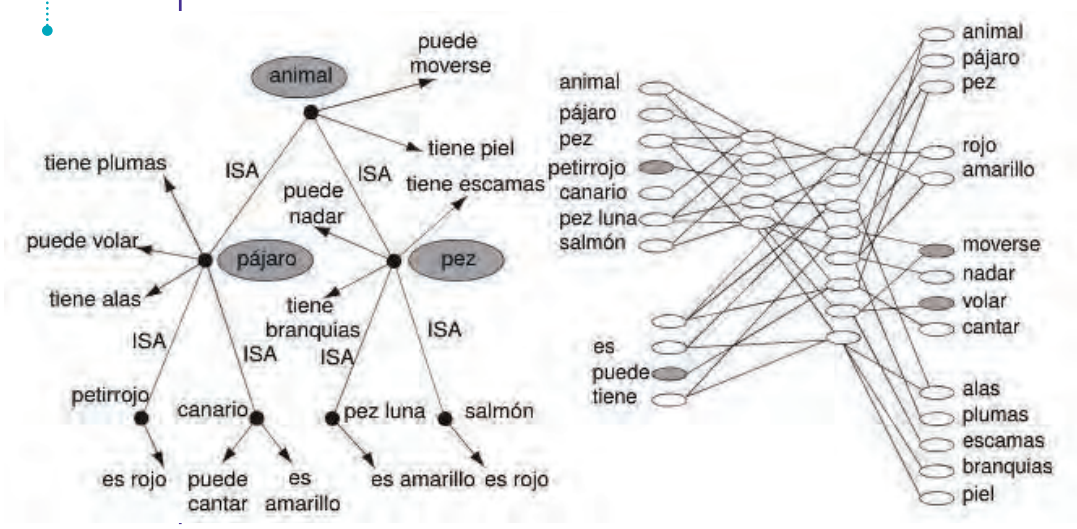 animal
puede
moverse
tiene piel
ISA
ISA
tiene plumas
puede
nadar
tiene escamas
puede volar
pájaro
pez
tiene alas
tiene
branquias
ISA
ISA
ISA
ISA
petirrojo
canario
pez luna
salmón
es rojo
puede
cantar
es
amarillo
es amarillo
es rojo
animal
pájaro
pez
petirrojo
canario
pez luna
salmón
es
puede
tiene
animal
pájaro
pez
rojo
amarillo
moverse
nadar
volar
cantar
alas
plumas
escamas
branquias
piel